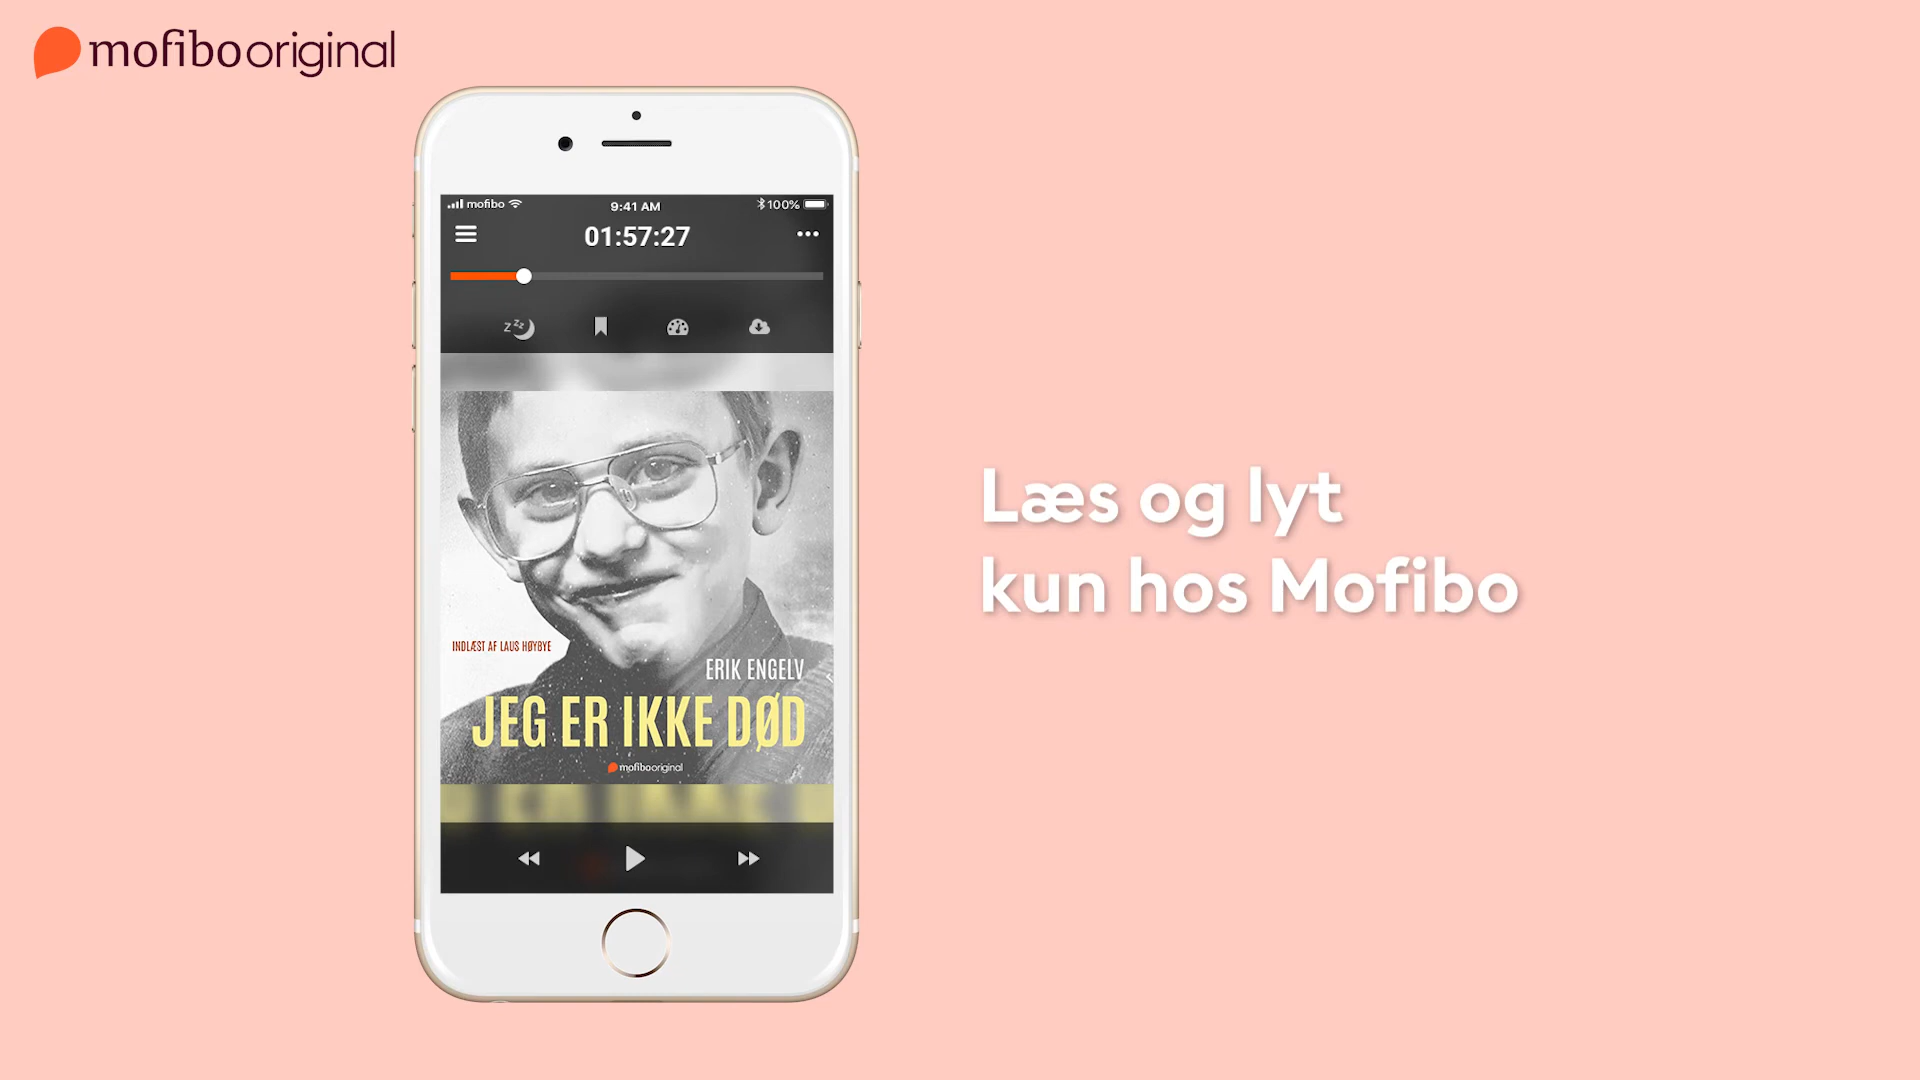 mofibooriginal
mofibo
9:41 AM
100%
01:57:27
zzz
INDLÆST AF LAUS HØYBYE
ERIK ENGELV
JEG ER IKKE DØD
mofibooriginal
Læs og lyt
kun hos Mofibo